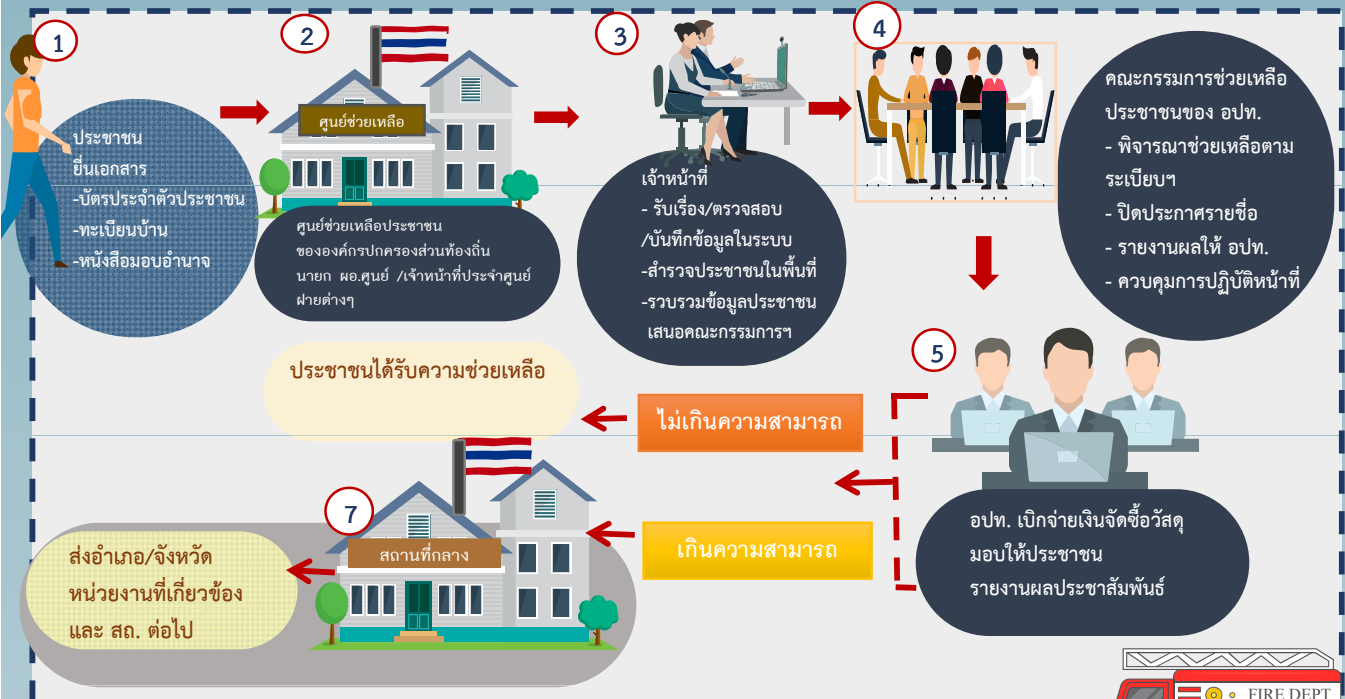 1
ประชาชน
ยื่นเอกสาร
-บัตรประจำตัวประชาชน
-ทะเบียนบ้าน
-หนังสือมอบอำนาจ
2
ศูนย์ช่วยเหลือ
ศูนย์ช่วยเหลือประชาชน
ขององค์กรปกครองส่วนท้องถิ่น
นายก ผอ.ศูนย์ /เจ้าหน้าที่ประจำศูนย์
ฝ่ายต่างๆ
3
เจ้าหน้าที่
- รับเรื่อง/ตรวจสอบ
/บันทึกข้อมูลในระบบ
-สำรวจประชาชนในพื้นที่
-รวบรวมข้อมูลประชาชน
เสนอคณะกรรมการฯ
4
คณะกรรมการช่วยเหลือ
ประชาชนของ อปท.
- พิจารณาช่วยเหลือตาม
ระเบียบฯ
- ปิดประกาศรายชื่อ
- รายงานผลให้ อปท.
- ควบคุมการปฏิบัติหน้าที่
5
อปท. เบิกจ่ายเงินจัดซื้อวัสดุ
มอบให้ประชาชน
รายงานผลประชาสัมพันธ์
ไม่เกินความสามารถ
ประชาชนได้รับความช่วยเหลือ
เกินความสามารถ
7
สถานที่กลาง
ส่งอำเภอ/จังหวัด
หน่วยงานที่เกี่ยวข้อง
และ สถ. ต่อไป
FIRE DEPT